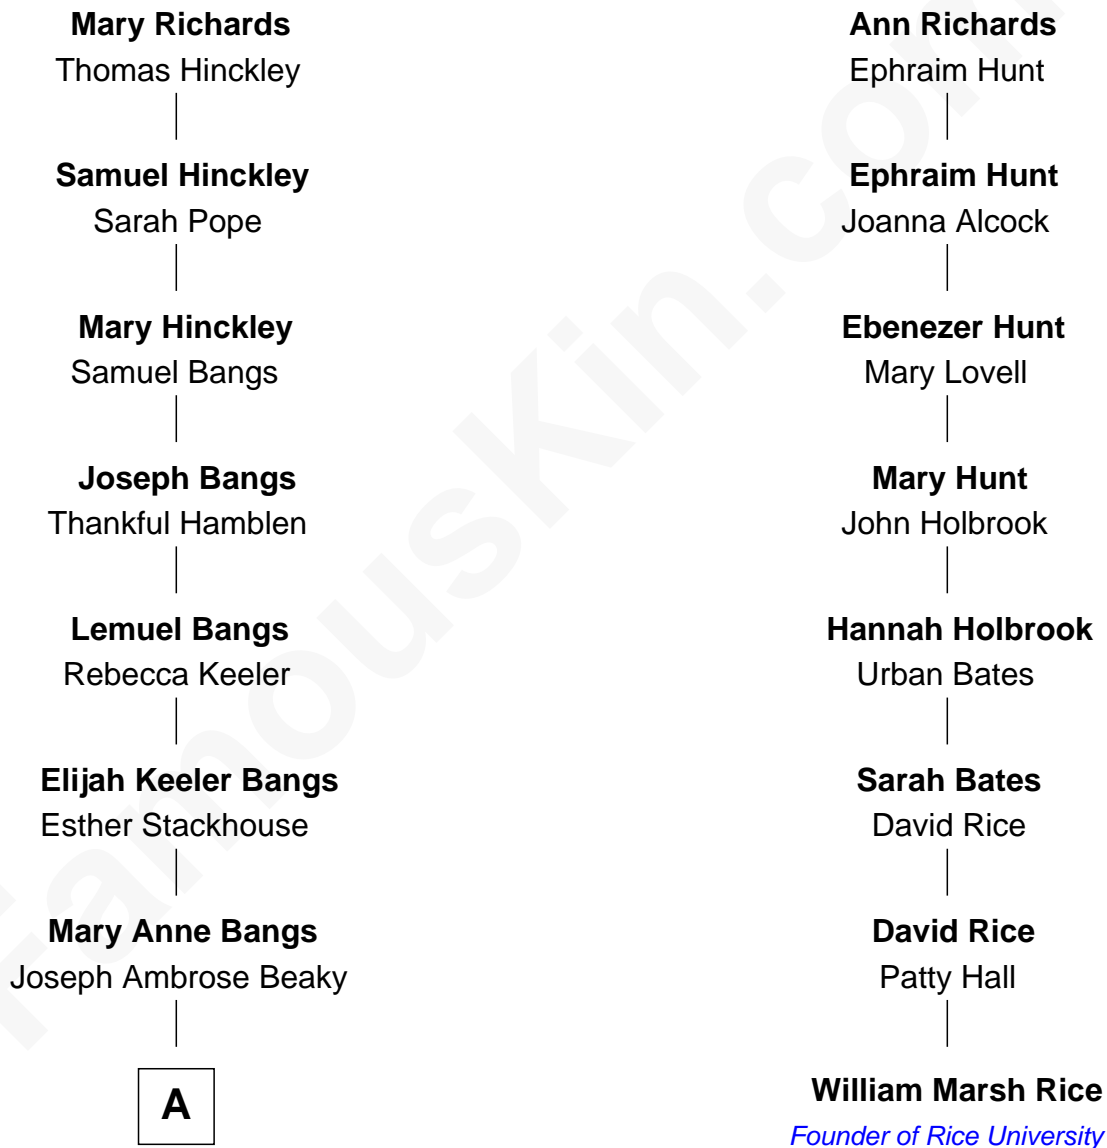 Mary Richards
Thomas Hinckley
Samuel Hinckley
Sarah Pope
Mary Hinckley
Samuel Bangs
Joseph Bangs
Thankful Hamblen
Lemuel Bangs
Rebecca Keeler
Elijah Keeler Bangs
Esther Stackhouse
Mary Anne Bangs
Joseph Ambrose Beaky
A
Ann Richards
Ephraim Hunt
Ephraim Hunt
Joanna Alcock
Ebenezer Hunt
Mary Lovell
Mary Hunt
John Holbrook
Hannah Holbrook
Urban Bates
Sarah Bates
David Rice
David Rice
Patty Hall
William Marsh Rice
Founder of Rice University
FamousKin.com